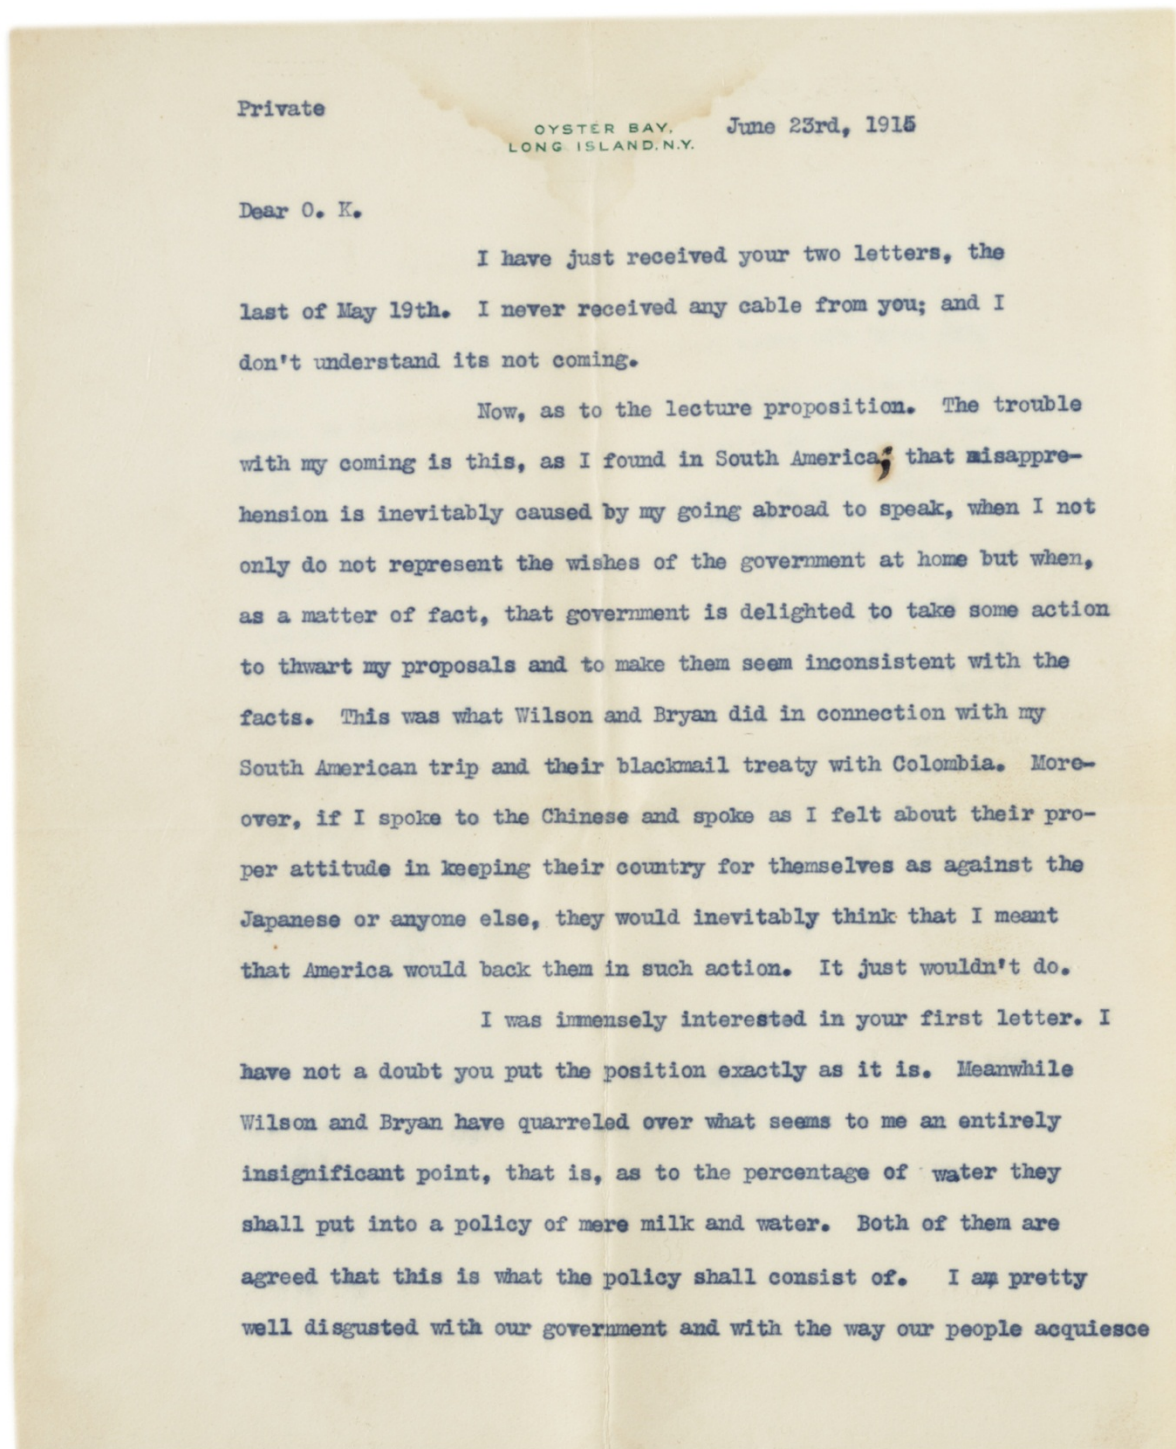 Private
OYSTER BAY,
LONG ISLAND, N.Y.
June 23rd, 1915
Dear O. K.
I have just received your two letters, the
last of May 19th. I never received any cable from you; and I
don't understand its not coming.
Now, as to the lecture proposition. The trouble
with my coming is this, as I found in South America; that misappre-
hension is inevitably caused by my going abroad to speak, when I not
only do not represent the wishes of the government at home but when,
as a matter of fact, that government is delighted to take some action
to thwart my proposals and to make them seem inconsistent with the
facts. This was what Wilson and Bryan did in connection with my
South American trip and their blackmail treaty with Colombia. More-
over, if I spoke to the Chinese and spoke as I felt about their pro-
per attitude in keeping their country for themselves as against the
Japanese or anyone else, they would inevitably think that I meant
that America would back them in such action. It just wouldn't do.
I was immensely interested in your first letter. I
have not a doubt you put the position exactly as it is. Meanwhile
Wilson and Bryan have quarreled over what seems to me an entirely
insignificant point, that is, as to the percentage of water they
shall put into a policy of mere milk and water. Both of them are
agreed that this is what the policy shall consist of. I am pretty
well disgusted with our government and with the way our people acquiesce